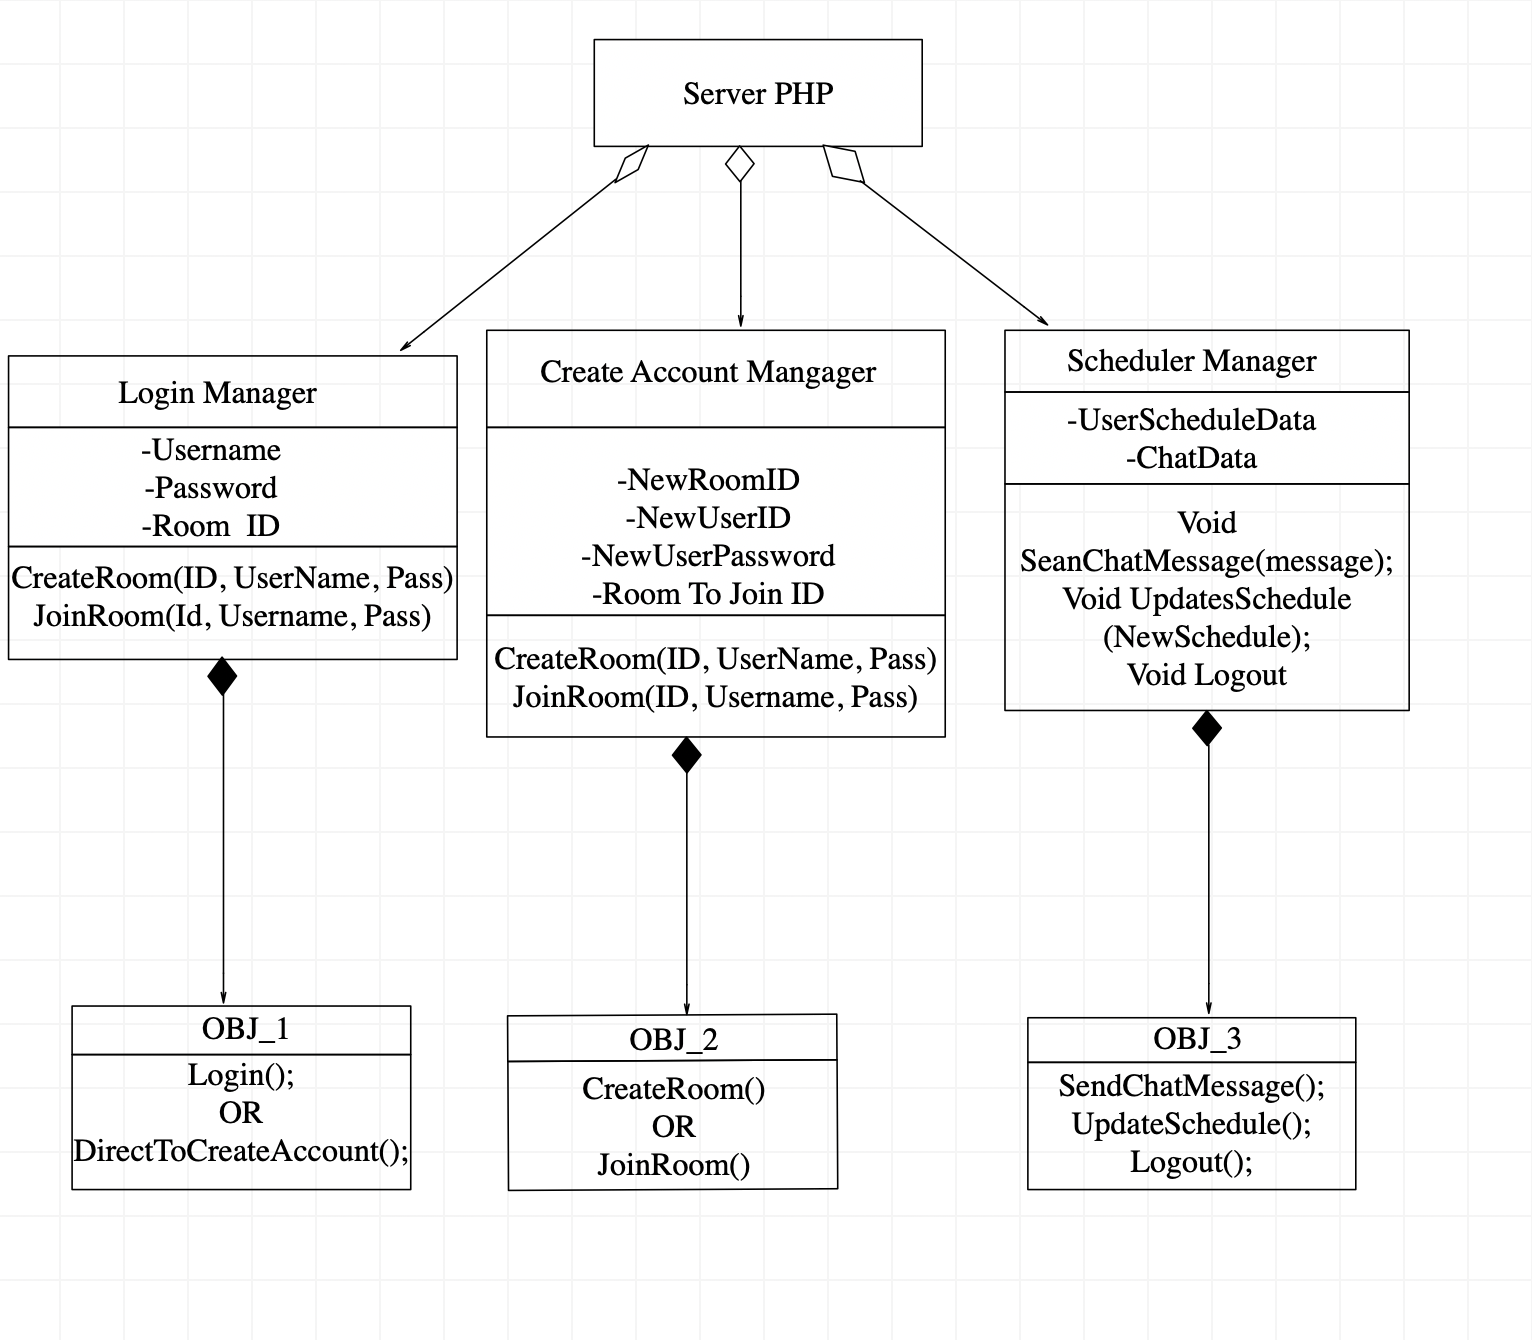 Server PHP
Login Manager
-Username
-Password
-Room  ID
CreateRoom(ID, UserName, Pass)
JoinRoom(Id, Username, Pass)
Create Account Mangager
-NewRoomID
-NewUserID
-NewUserPassword
-Room To Join ID
CreateRoom(ID, UserName, Pass)
JoinRoom(ID, Username, Pass)
Scheduler Manager
-UserScheduleData
-ChatData
Void
SeanChatMessage(message);
Void UpdatesSchedule
(NewSchedule);
Void Logout
OBJ_1
Login();
OR
DirectToCreateAccount();
OBJ_2
CreateRoom()
OR
JoinRoom()
OBJ_3
SendChatMessage();
UpdateSchedule();
Logout();